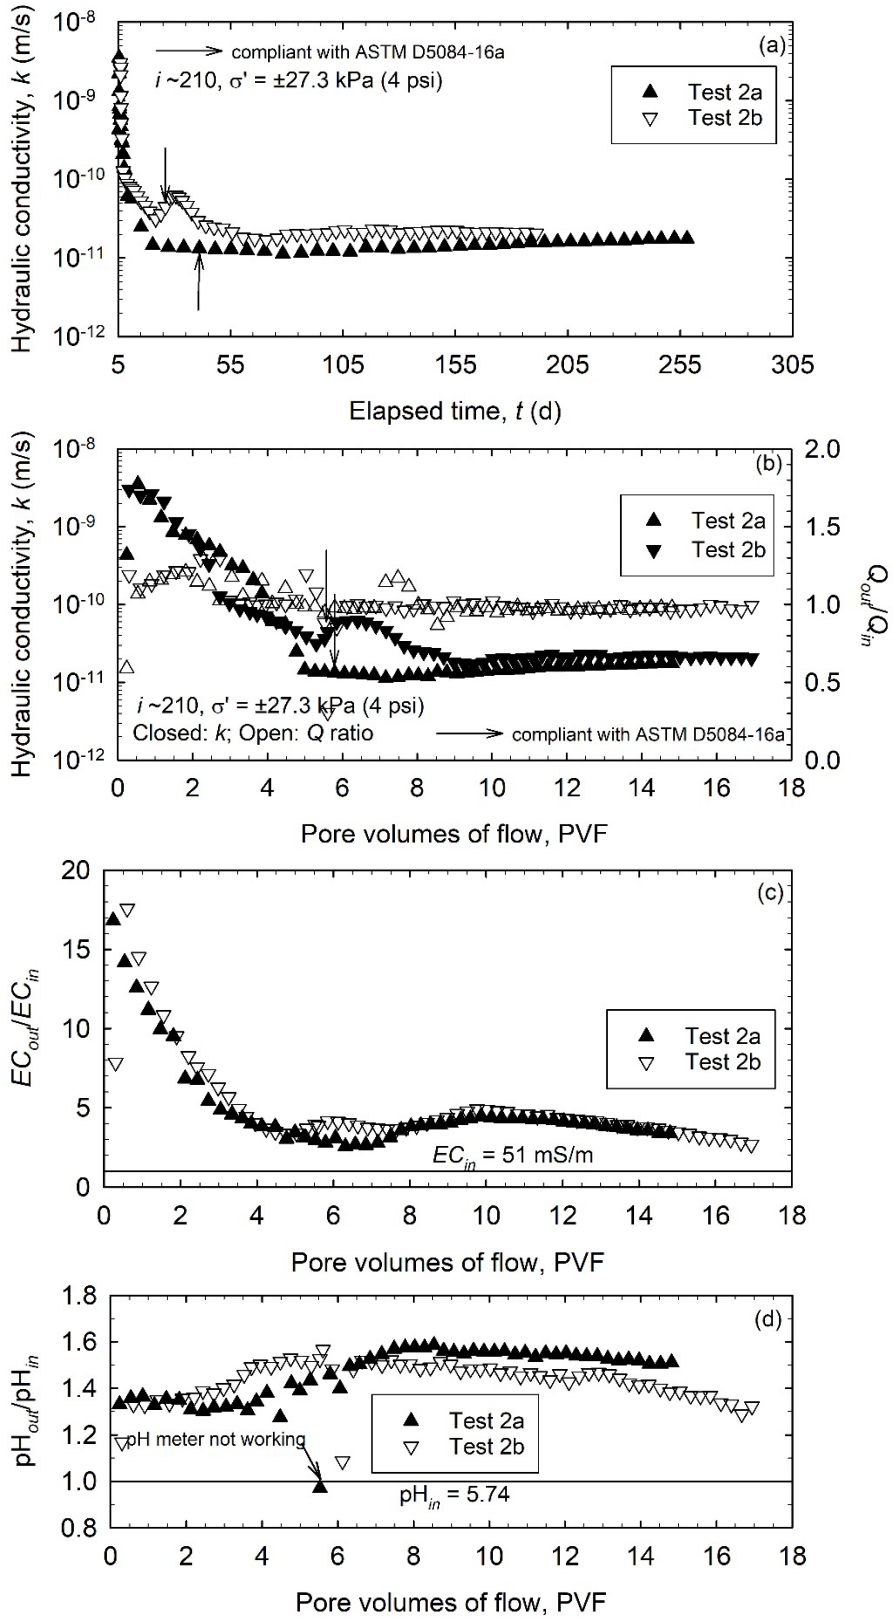 10-8
(a)
compliant with ASTM D5084-16a
i ~210, σ' = ±27.3 kPa (4 psi)
10-9
Test 2a
Test 2b
10-10
10-11
10-12
Hydraulic conductivity, k (m/s)
5 55 105 155 205 255 305
Elapsed time, t (d)
10-8 2.0
(b)
10-9 1.5
Test 2a
Test 2b
10-10 1.0
10-11 0.5
i ~210, σ' = ±27.3 kPa (4 psi)
Closed: k; Open: Q ratio
compliant with ASTM D5084-16a
10-12 0.0
Hydraulic conductivity, k (m/s)
Qout/Qin
0 2 4 6 8 10 12 14 16 18
Pore volumes of flow, PVF
20
(c)
15
10
Test 2a
Test 2b
5
ECin = 51 mS/m
0
ECout/ECin
0 2 4 6 8 10 12 14 16 18
Pore volumes of flow, PVF
1.8
(d)
1.6
1.4
Test 2a
Test 2b
pH meter not working
1.2
1.0
pHin = 5.74
0.8
pHout/pHin
0 2 4 6 8 10 12 14 16 18
Pore volumes of flow, PVF